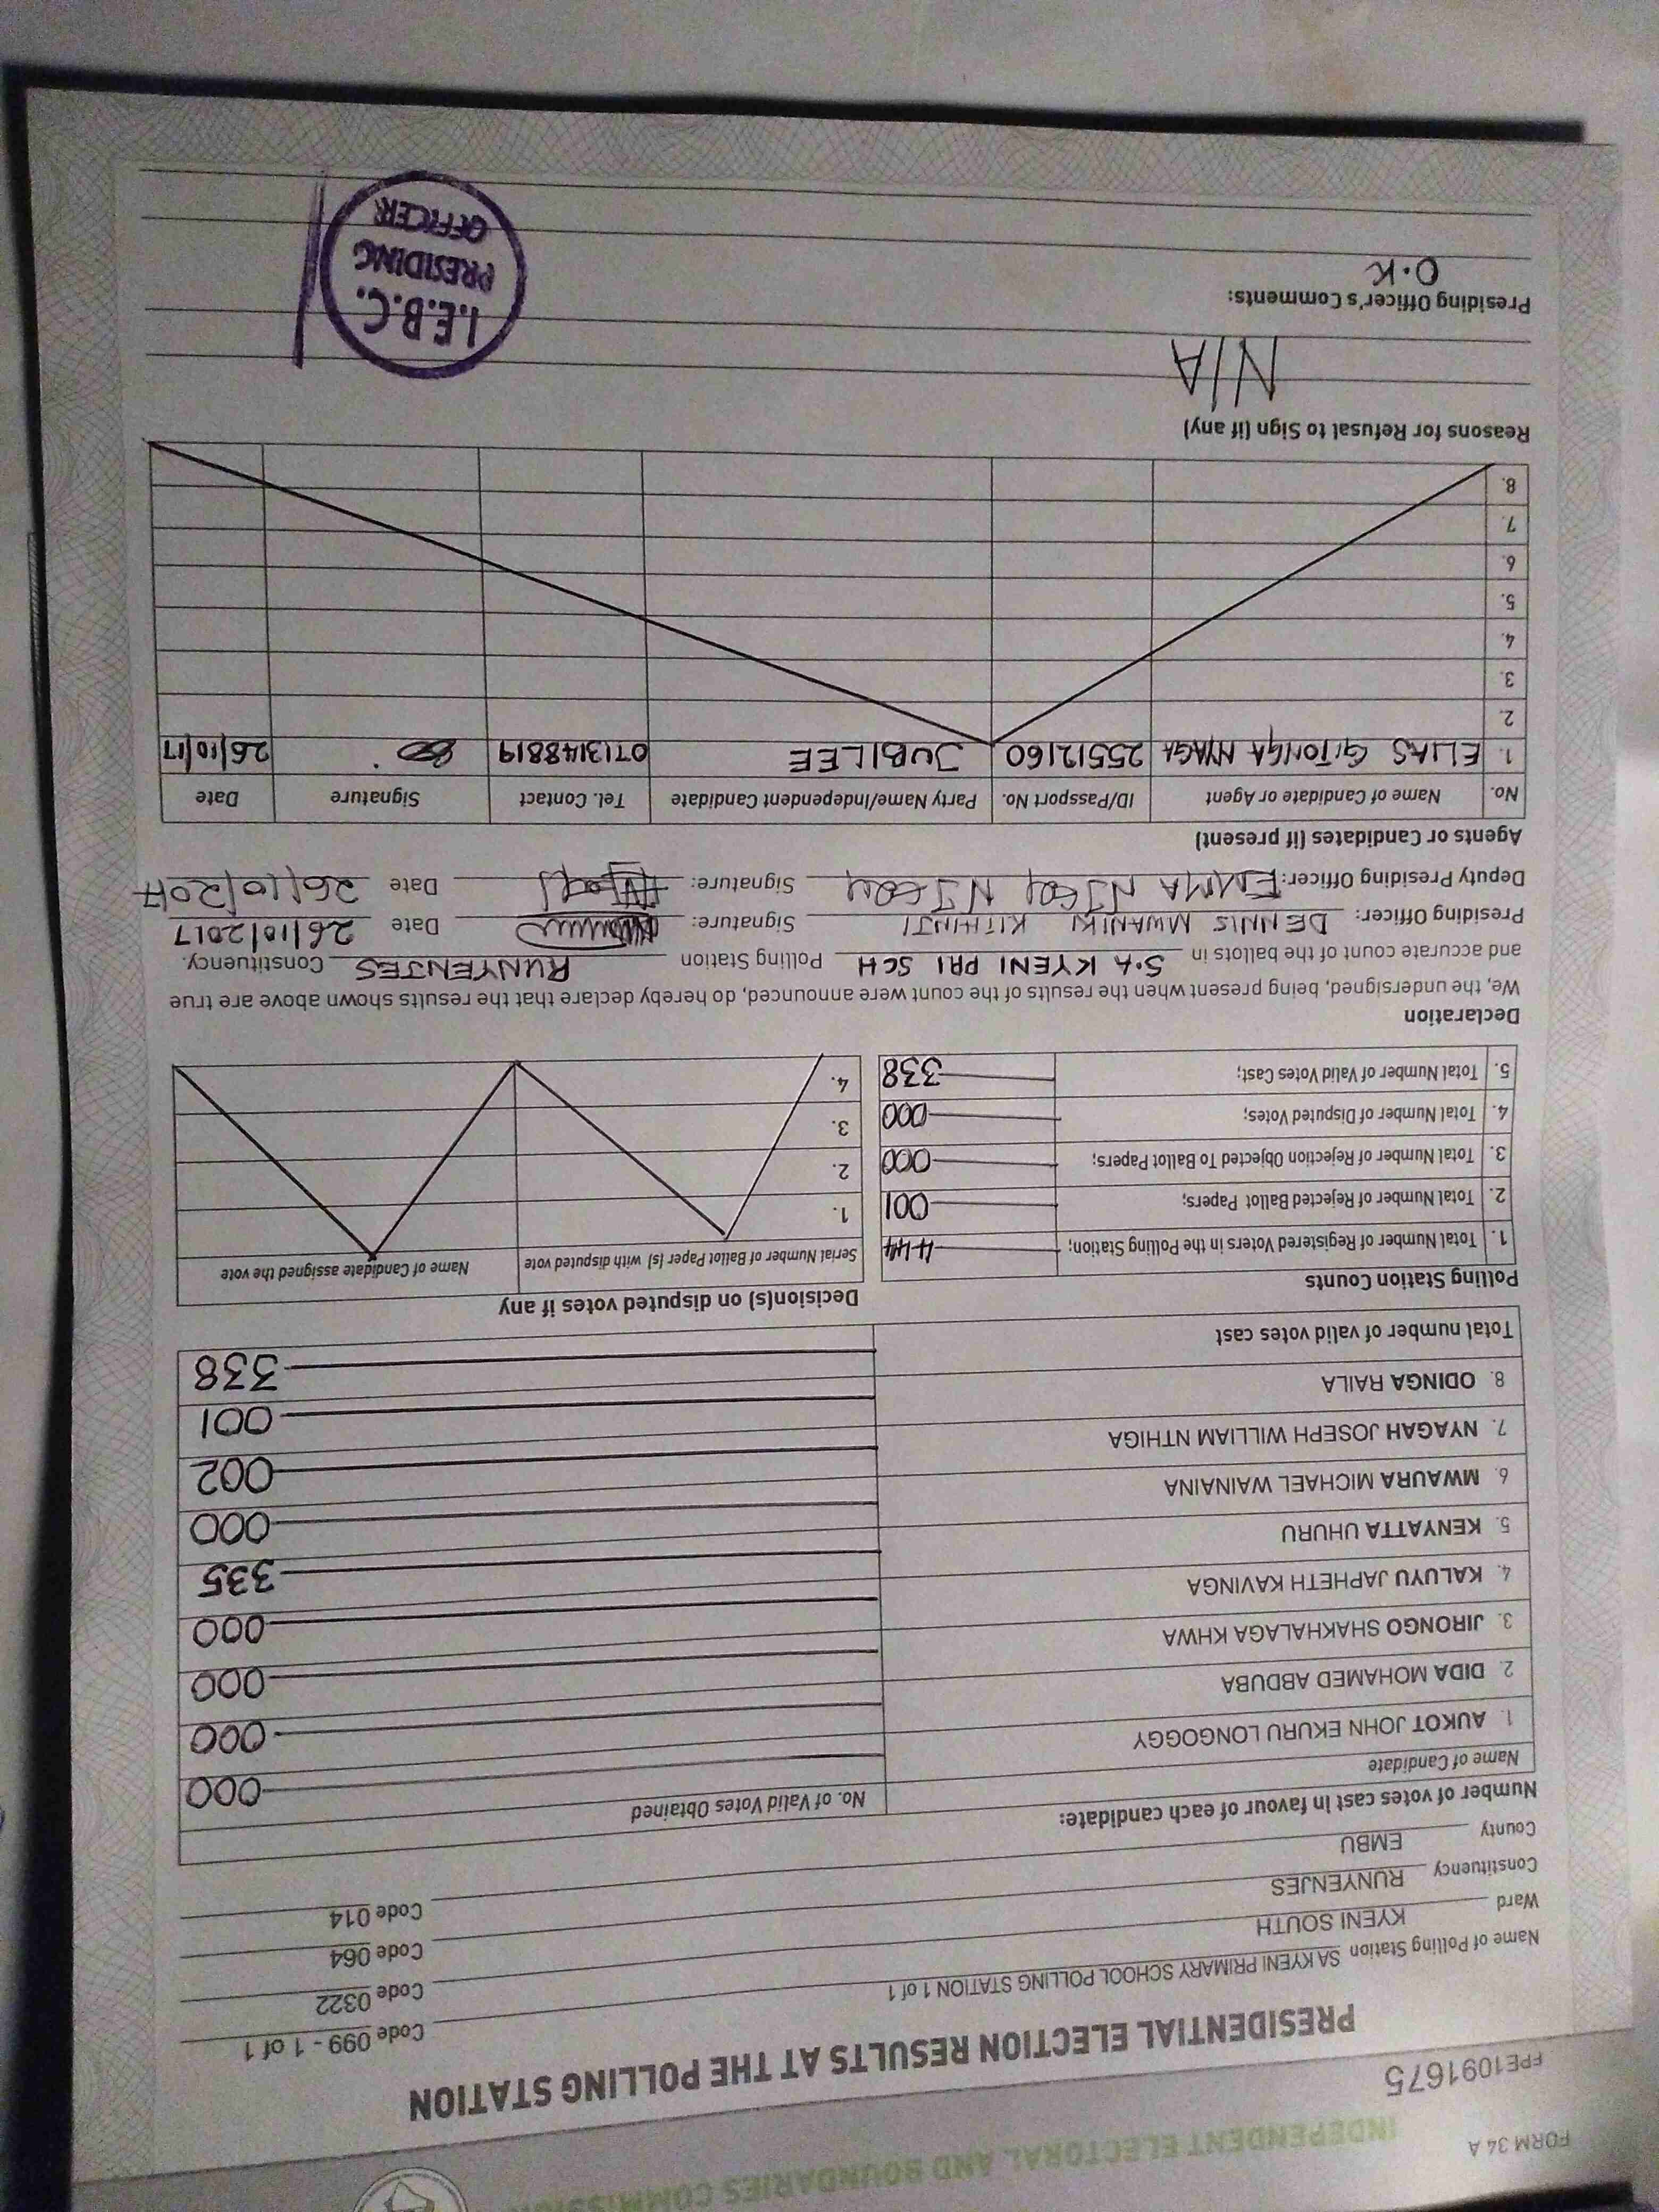 FORM 34 A
INDEPENDENT ELECTORAL AND BOUNDARIES COMMISSION
FPE1091675
PRESIDENTIAL ELECTION RESULTS AT THE POLLING STATION
Name of Polling Station SA KYENI PRIMARY SCHOOL POLLING STATION 1 of 1 Code 099 - 1 of 1
Ward KYENI SOUTH Code 0322
Constituency RUNYENJES Code 064
County EMBU Code 014
Number of votes cast in favour of each candidate:
Name of Candidate No. of Valid Votes Obtained
1. AUKOT JOHN EKURU LONGOGGY 000
2. DIDA MOHAMED ABDUBA 000
3. JIRONGO SHAKHALAGA KHWA 000
4. KALUYU JAPHETH KAVINGA 000
5. KENYATTA UHURU 335
6. MWAURA MICHAEL WAINAINA 000
7. NYAGAH JOSEPH WILLIAM NTHIGA 002
8. ODINGA RAILA 001
Total number of valid votes cast 338
Polling Station Counts
1. Total Number of Registered Voters in the Polling Station; 444
2. Total Number of Rejected Ballot Papers; 001
3. Total Number of Rejection Objected To Ballot Papers; 000
4. Total Number of Disputed Votes; 000
5. Total Number of Valid Votes Cast; 338
Decision(s) on disputed votes if any
Serial Number of Ballot Paper (s) with disputed vote Name of Candidate assigned the vote
1.
2.
3.
4.
Declaration
We, the undersigned, being present when the results of the count were announced, do hereby declare that the results shown above are true
and accurate count of the ballots in S.A KYENI PRI SCH Polling Station RUNYENJES Constituency.
Presiding Officer: DENNIS MWANIKI KITHINJI Signature: Date 26/10/2017
Deputy Presiding Officer: EMMA NJEQY NJEQY Signature: Date 26/10/2017
Agents or Candidates (if present)
No. Name of Candidate or Agent ID/Passport No. Party Name/Independent Candidate Tel. Contact Signature Date
1. ELIAS GITONGA NYAGA 25512160 JUBILEE 0713148819 26/10/17
2.
3.
4.
5.
6.
7.
8.
Reasons for Refusal to Sign (if any)
N/A
Presiding Officer's Comments:
O.K
I.E.B.C.
PRESIDING
OFFICER